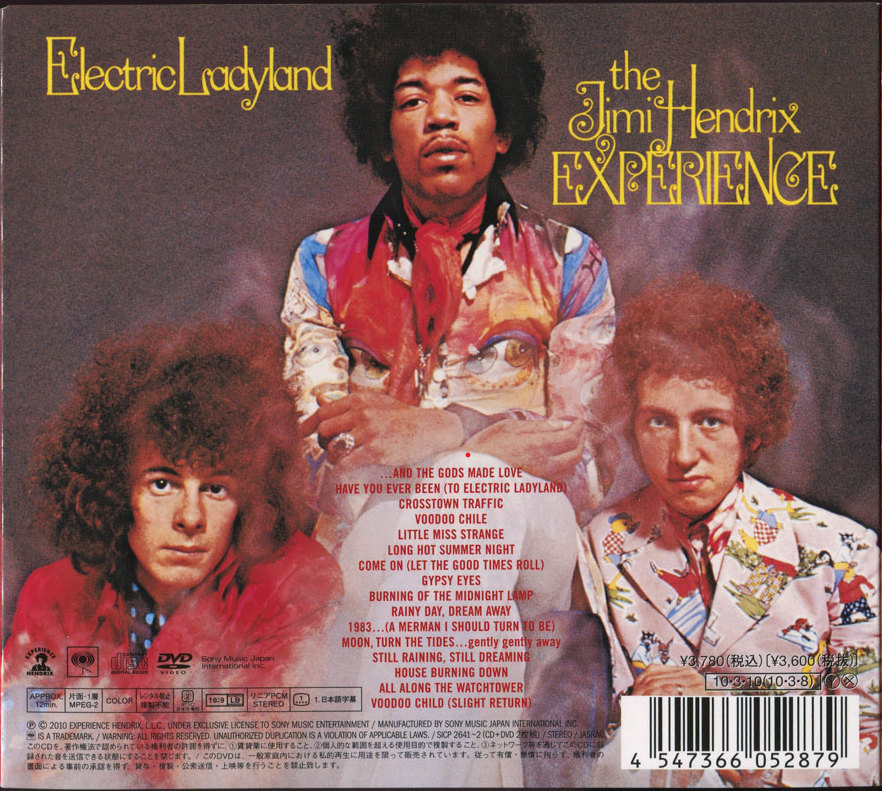 Electric Ladyland
the
Jimi Hendrix
EXPERIENCE
...AND THE GODS MADE LOVE
HAVE YOU EVER BEEN (TO ELECTRIC LADYLAND)
CROSSTOWN TRAFFIC
VOODOO CHILE
LITTLE MISS STRANGE
LONG HOT SUMMER NIGHT
COME ON (LET THE GOOD TIMES ROLL)
GYPSY EYES
BURNING OF THE MIDNIGHT LAMP
RAINY DAY, DREAM AWAY
1983...(A MERMAN I SHOULD TURN TO BE)
MOON, TURN THE TIDES...gently gently away
STILL RAINING, STILL DREAMING
HOUSE BURNING DOWN
ALL ALONG THE WATCHTOWER
VOODOO CHILD (SLIGHT RETURN)
EXPERIENCE
HENDRIX
DIGITAL AUDIO
DVD
VIDEO
Sony Music Japan
International Inc.
¥3,780(税込)〔¥3,600(税抜)〕
10・3・10(10・3・8)
APPROX.
12min.
片面・1層
MPEG-2
COLOR
レンタル禁止
複製不能
2
16:9 LB
リニアPCM
STEREO
1.日本語字幕
Ⓟ © 2010 EXPERIENCE HENDRIX, L.L.C., UNDER EXCLUSIVE LICENSE TO SONY MUSIC ENTERTAINMENT / MANUFACTURED BY SONY MUSIC JAPAN INTERNATIONAL INC.
IS A TRADEMARK. / WARNING: ALL RIGHTS RESERVED. UNAUTHORIZED DUPLICATION IS A VIOLATION OF APPLICABLE LAWS. / SICP 2641~2 (CD+DVD 2枚組) / STEREO / JASRAC
このCDを、著作権法で認められている権利者の許諾を得ずに、①賃貸業に使用すること、②個人的な範囲を超える使用目的で複製すること、③ネットワーク等を通じてこのCDに収
録された音を送信できる状態にすることを禁じます。/ このDVDは、一般家庭内における私的再生に用途を限って販売されています。従って有償・無償に拘らず、権利者の
書面による事前の承諾を得ず、貸与・複製・公衆送信・上映等を行うことを禁止致します。
4 547366 052879